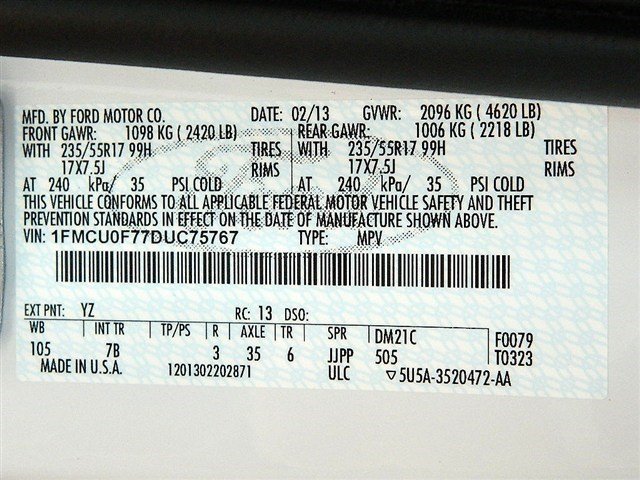 MFD. BY FORD MOTOR CO. DATE: 02/13 GVWR: 2096 KG ( 4620 LB)
FRONT GAWR: 1098 KG ( 2420 LB) REAR GAWR: 1006 KG ( 2218 LB)
WITH 235/55R17 99H TIRES WITH 235/55R17 99H TIRES
17X7.5J RIMS 17X7.5J RIMS
AT 240 kPa/ 35 PSI COLD AT 240 kPa/ 35 PSI COLD
THIS VEHICLE CONFORMS TO ALL APPLICABLE FEDERAL MOTOR VEHICLE SAFETY AND THEFT
PREVENTION STANDARDS IN EFFECT ON THE DATE OF MANUFACTURE SHOWN ABOVE.
VIN: 1FMCU0F77DUC75767 TYPE: MPV
EXT PNT: YZ RC: 13 DSO:
WB INT TR TP/PS R AXLE TR SPR DM21C F0079
105 7B 3 35 6 JJPP 505 T0323
MADE IN U.S.A. 1201302202871 ULC ▽5U5A-3520472-AA